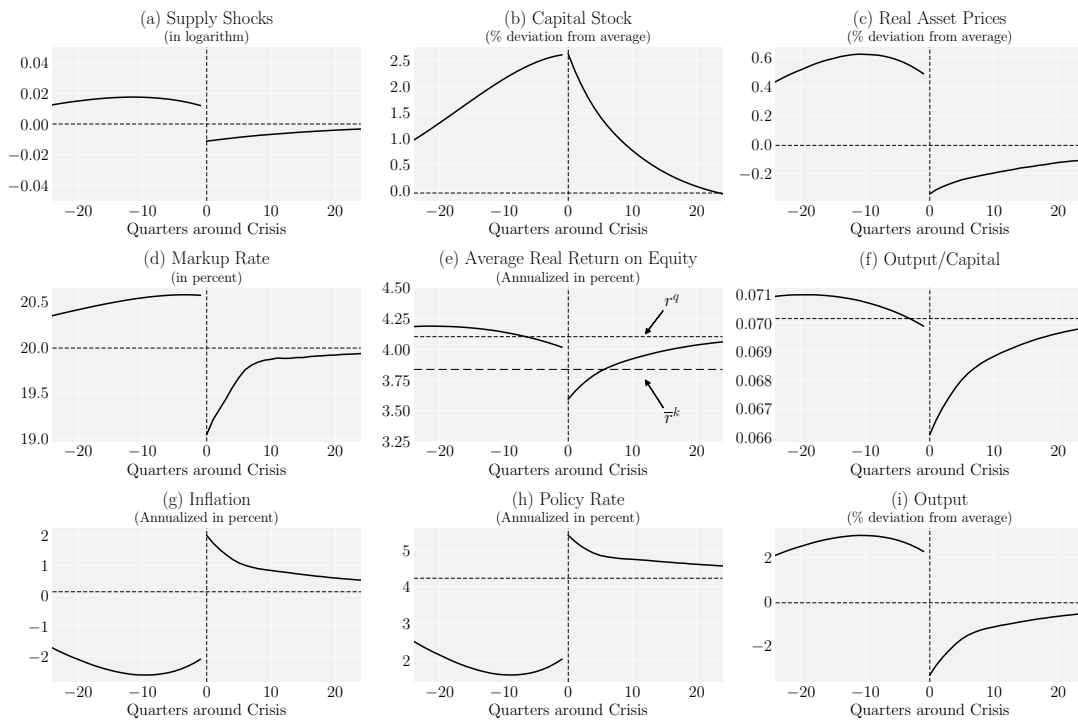 (a) Supply Shocks
(in logarithm)
0.04
0.02
0.00
−0.02
−0.04
−20 −10 0 10 20
Quarters around Crisis
(b) Capital Stock
(% deviation from average)
2.5
2.0
1.5
1.0
0.5
0.0
−20 −10 0 10 20
Quarters around Crisis
(c) Real Asset Prices
(% deviation from average)
0.6
0.4
0.2
0.0
−0.2
−20 −10 0 10 20
Quarters around Crisis
(d) Markup Rate
(in percent)
20.5
20.0
19.5
19.0
−20 −10 0 10 20
Quarters around Crisis
(e) Average Real Return on Equity
(Annualized in percent)
4.50
4.25
4.00
3.75
3.50
3.25
r^q
r̅^k
−20 −10 0 10 20
Quarters around Crisis
(f) Output/Capital
0.071
0.070
0.069
0.068
0.067
0.066
−20 −10 0 10 20
Quarters around Crisis
(g) Inflation
(Annualized in percent)
2
1
0
−1
−2
−20 −10 0 10 20
Quarters around Crisis
(h) Policy Rate
(Annualized in percent)
5
4
3
2
−20 −10 0 10 20
Quarters around Crisis
(i) Output
(% deviation from average)
2
0
−2
−20 −10 0 10 20
Quarters around Crisis